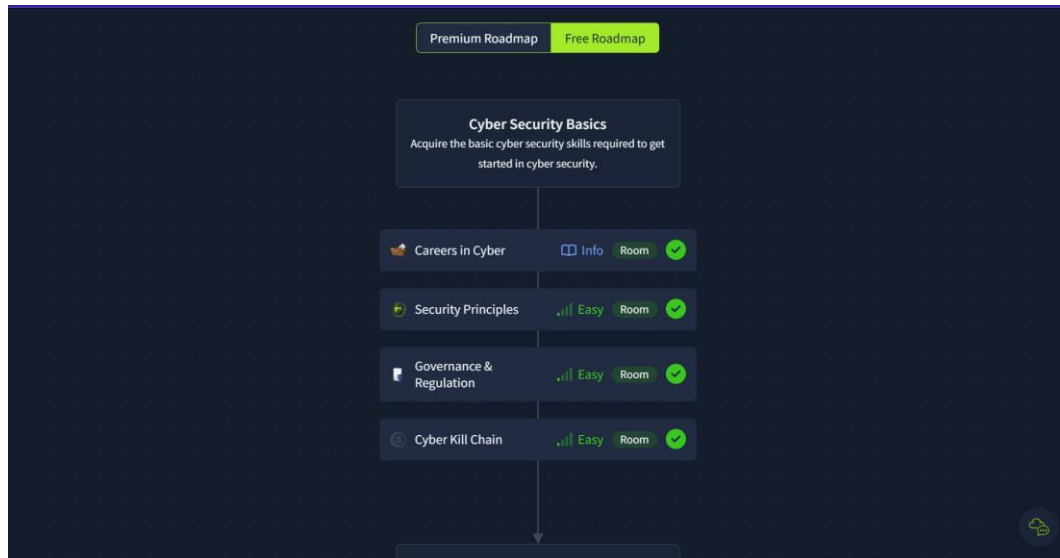 Premium Roadmap Free Roadmap
Cyber Security Basics
Acquire the basic cyber security skills required to get
started in cyber security.
Careers in Cyber Info Room
Security Principles Easy Room
Governance &
Regulation Easy Room
Cyber Kill Chain Easy Room